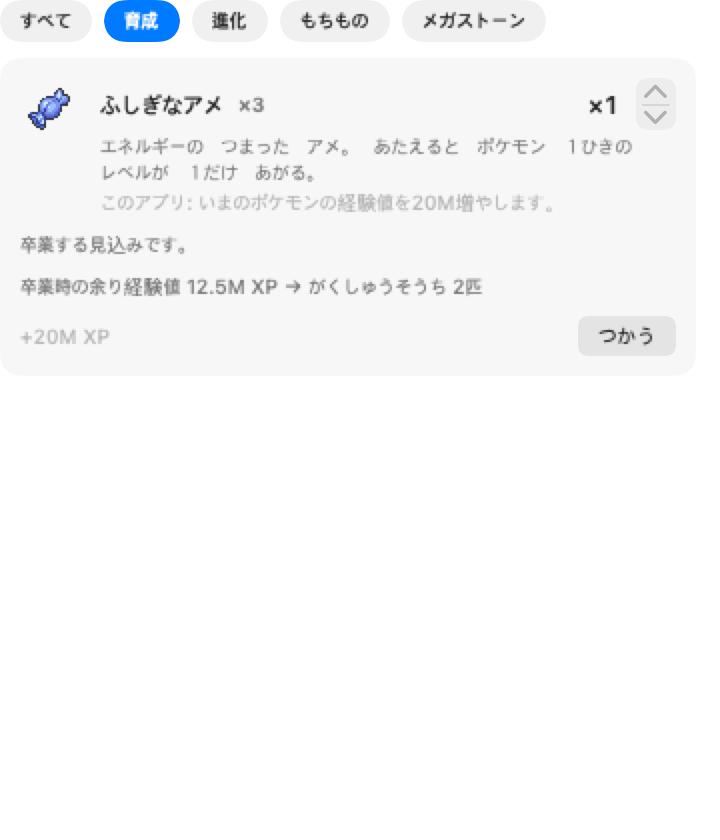 すべて 育成 進化 もちもの メガストーン
ふしぎなアメ ×3 ×1
エネルギーの　つまった　アメ。　あたえると　ポケモン　1ぴきの
レベルが　1だけ　あがる。
このアプリ: いまのポケモンの経験値を20M増やします。
卒業する見込みです。
卒業時の余り経験値 12.5M XP → がくしゅうそうち 2匹
+20M XP つかう